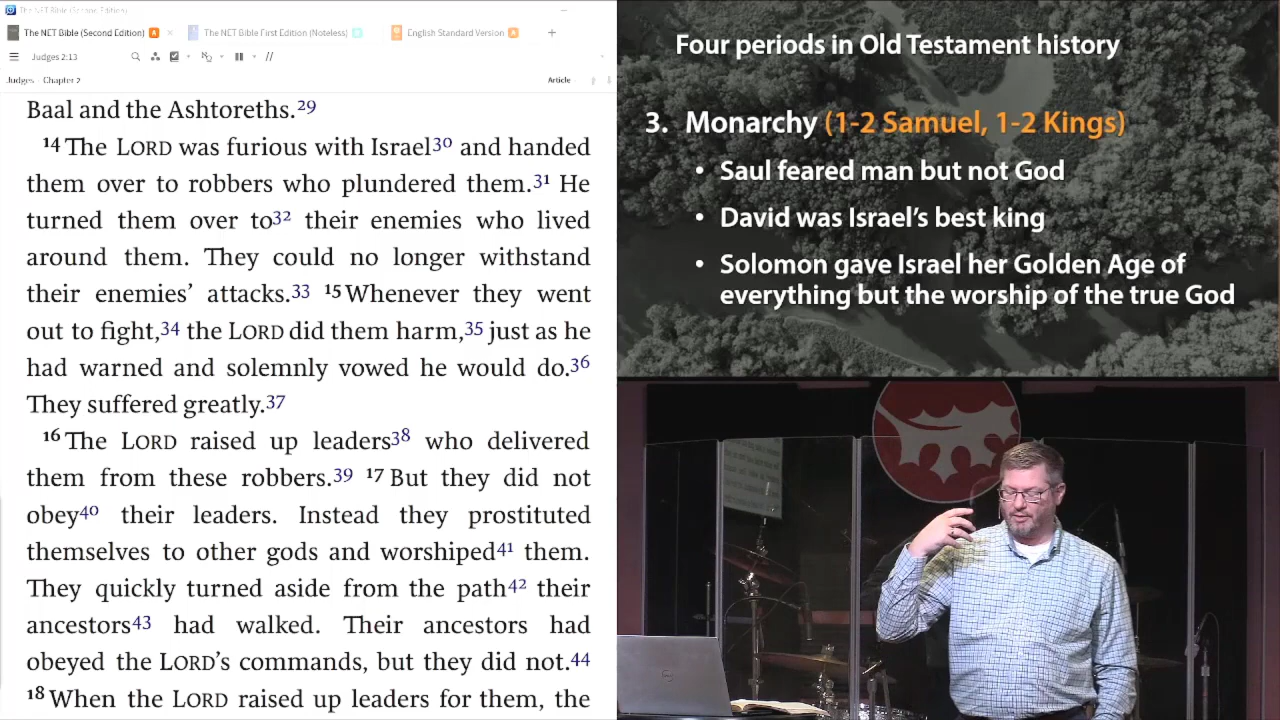 The NET Bible (Second Edition)
The NET Bible (Second Edition) A
The NET Bible First Edition (Noteless)
English Standard Version A
Judges 2:13
Judges Chapter 2
Article
Baal and the Ashtoreths.29
14 The LORD was furious with Israel30 and handed
them over to robbers who plundered them.31 He
turned them over to32 their enemies who lived
around them. They could no longer withstand
their enemies’ attacks.33 15 Whenever they went
out to fight,34 the LORD did them harm,35 just as he
had warned and solemnly vowed he would do.36
They suffered greatly.37
16 The LORD raised up leaders38 who delivered
them from these robbers.39 17 But they did not
obey40 their leaders. Instead they prostituted
themselves to other gods and worshiped41 them.
They quickly turned aside from the path42 their
ancestors43 had walked. Their ancestors had
obeyed the LORD’s commands, but they did not.44
18 When the LORD raised up leaders for them, the
Four periods in Old Testament history
3. Monarchy (1-2 Samuel, 1-2 Kings)
• Saul feared man but not God
• David was Israel’s best king
• Solomon gave Israel her Golden Age of
everything but the worship of the true God